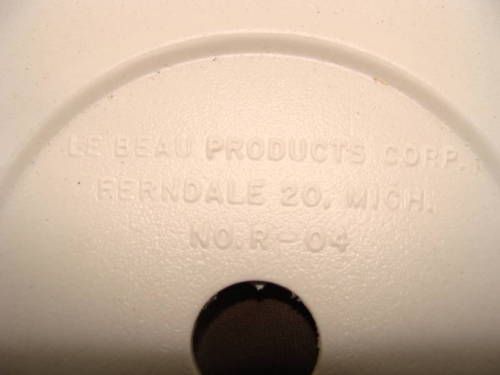 LE BEAU PRODUCTS CORP.
FERNDALE 20, MICH.
NO. R-04